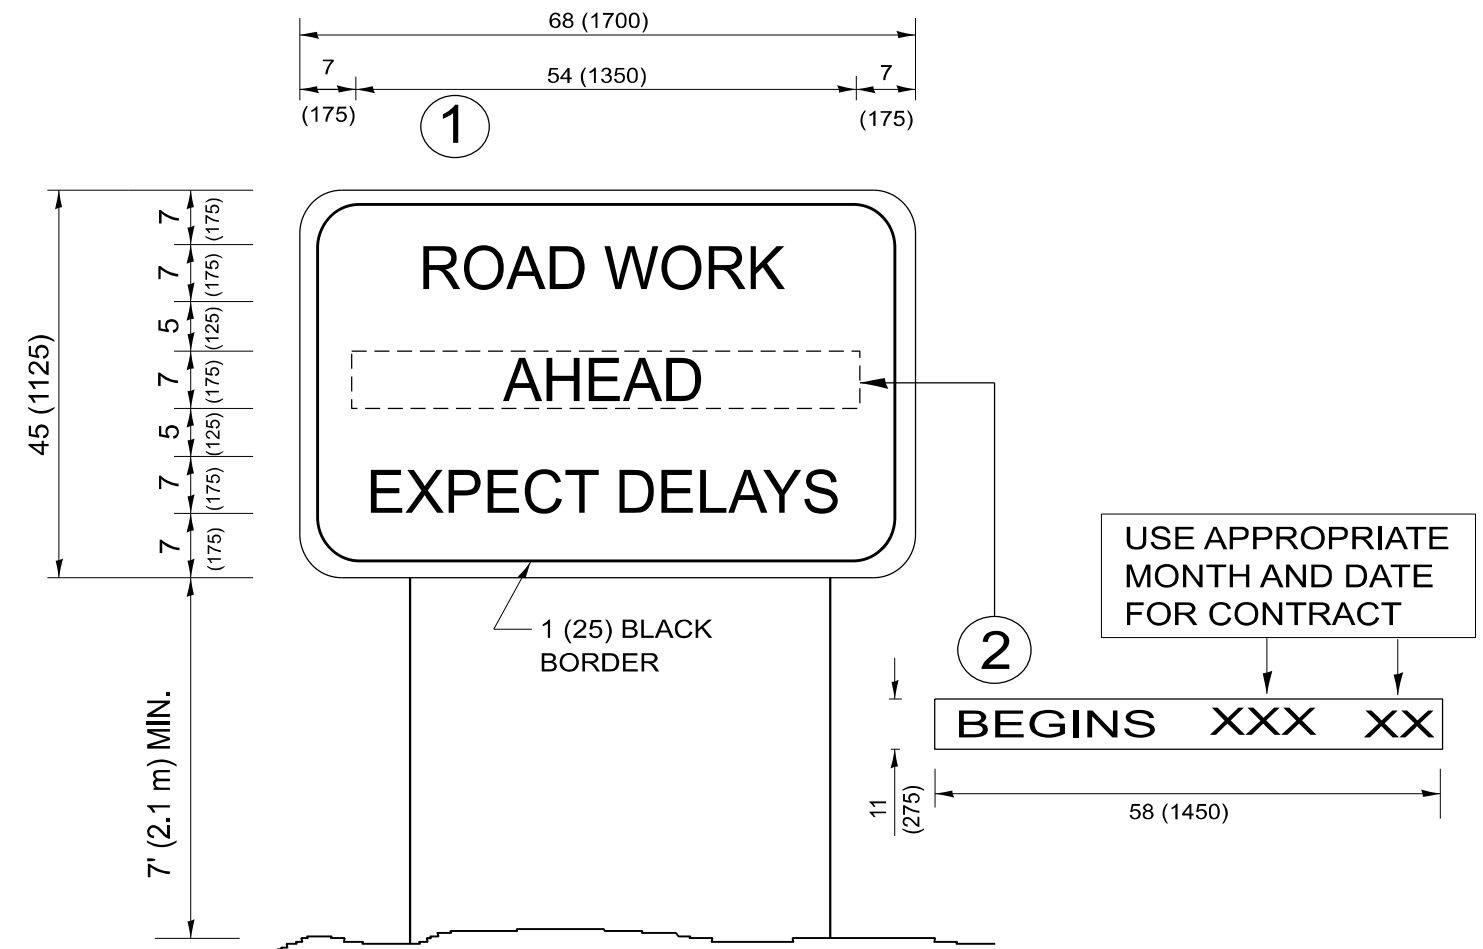 68 (1700)
7
54 (1350)
7
(175)
(175)
1
7 (175)
7 (175)
5 (125)
7 (175)
5 (125)
7 (175)
7 (175)
45 (1125)
ROAD WORK
AHEAD
EXPECT DELAYS
1 (25) BLACK
BORDER
7' (2.1 m) MIN.
2
USE APPROPRIATE
MONTH AND DATE
FOR CONTRACT
BEGINS XXX XX
11
(275)
58 (1450)